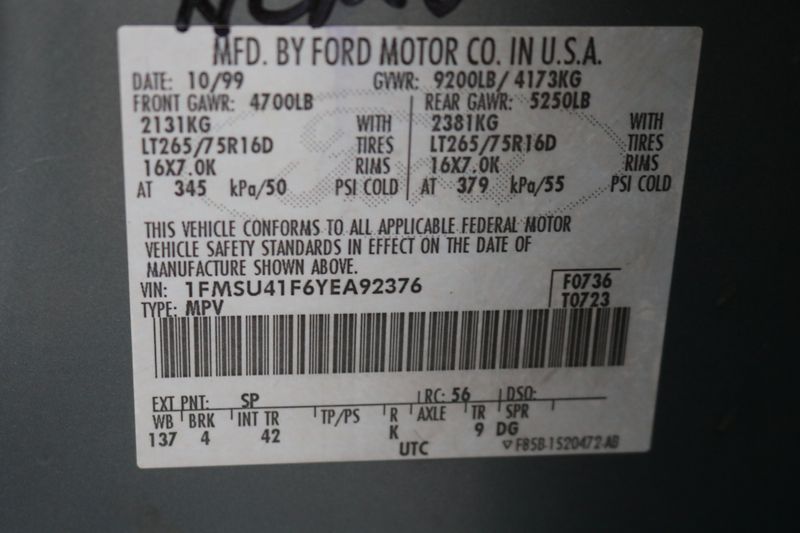 MFD. BY FORD MOTOR CO. IN U.S.A.
DATE: 10/99 GVWR: 9200LB/ 4173KG
FRONT GAWR: 4700LB REAR GAWR: 5250LB
2131KG WITH 2381KG WITH
LT265/75R16D TIRES LT265/75R16D TIRES
16X7.0K RIMS 16X7.0K RIMS
AT 345 kPa/50 PSI COLD AT 379 kPa/55 PSI COLD
THIS VEHICLE CONFORMS TO ALL APPLICABLE FEDERAL MOTOR
VEHICLE SAFETY STANDARDS IN EFFECT ON THE DATE OF
MANUFACTURE SHOWN ABOVE.
VIN: 1FMSU41F6YEA92376 F0736
TYPE: MPV T0723
EXT PNT: SP RC: 56 DSO:
WB BRK INT TR TP/PS R AXLE TR SPR
137 4 42 K 9 DG
UTC F85B-1520472-AB